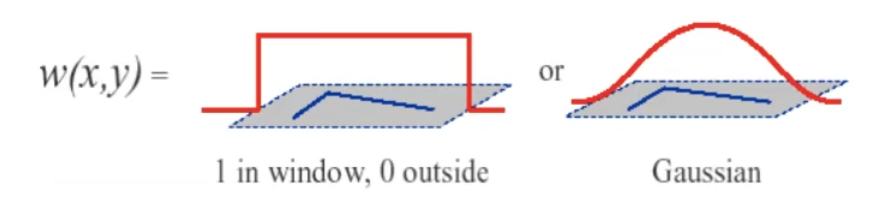 w(x,y) =
or
1 in window, 0 outside
Gaussian